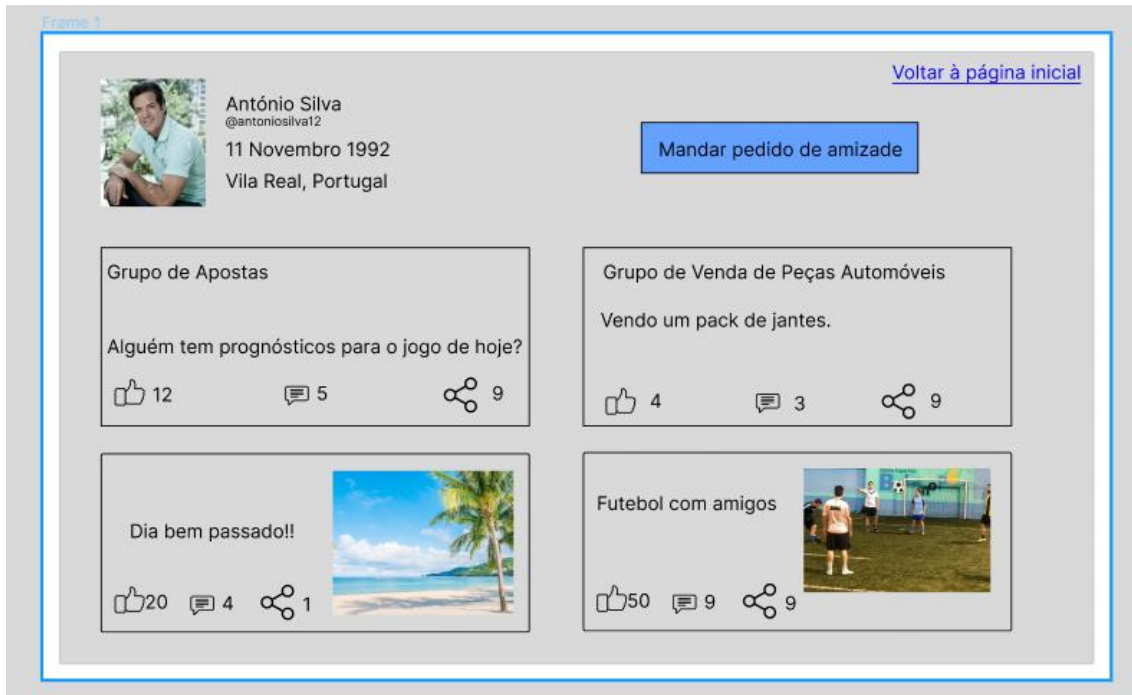 Frame 1
Voltar à página inicial
António Silva
@antoniosilva12
11 Novembro 1992
Vila Real, Portugal
Mandar pedido de amizade
Grupo de Apostas
Alguém tem prognósticos para o jogo de hoje?
12 5 9
Grupo de Venda de Peças Automóveis
Vendo um pack de jantes.
4 3 9
Dia bem passado!!
20 4 1
Futebol com amigos
50 9 9